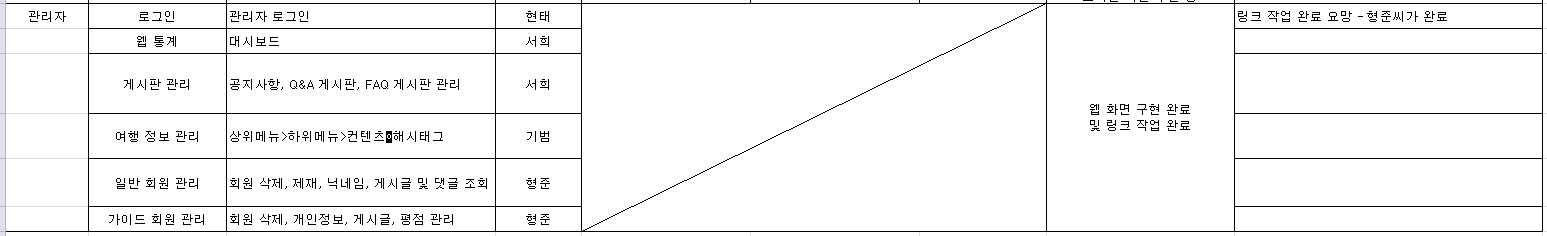 관리자 로그인 관리자 로그인 현태 링크 작업 완료 요망 - 형준씨가 완료
웹 통계 대시보드 서희
게시판 관리 공지사항, Q&A 게시판, FAQ 게시판 관리 서희
웹 화면 구현 완료
및 링크 작업 완료
여행 정보 관리 상위메뉴>하위메뉴>컨텐츠 해시태그 기범
일반 회원 관리 회원 삭제, 제재, 닉네임, 게시글 및 댓글 조회 형준
가이드 회원 관리 회원 삭제, 개인정보, 게시글, 평점 관리 형준